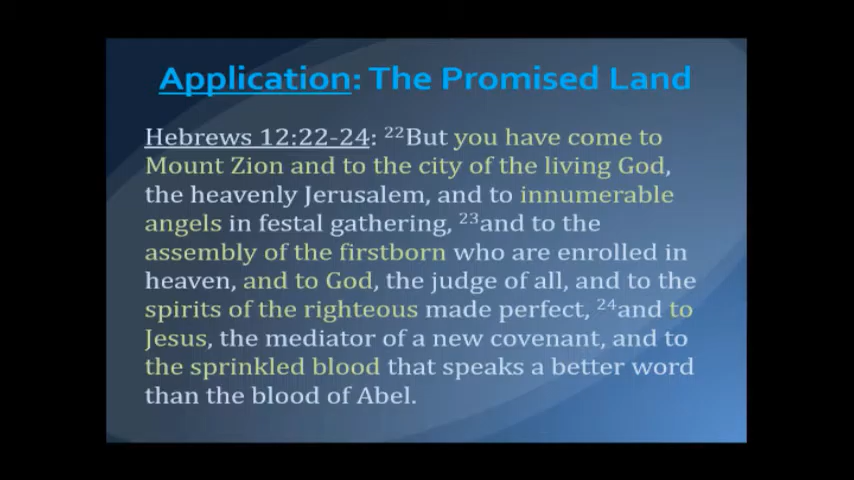 Application: The Promised Land
Hebrews 12:22-24: ²²But you have come to
Mount Zion and to the city of the living God,
the heavenly Jerusalem, and to innumerable
angels in festal gathering, ²³and to the
assembly of the firstborn who are enrolled in
heaven, and to God, the judge of all, and to the
spirits of the righteous made perfect, ²⁴and to
Jesus, the mediator of a new covenant, and to
the sprinkled blood that speaks a better word
than the blood of Abel.